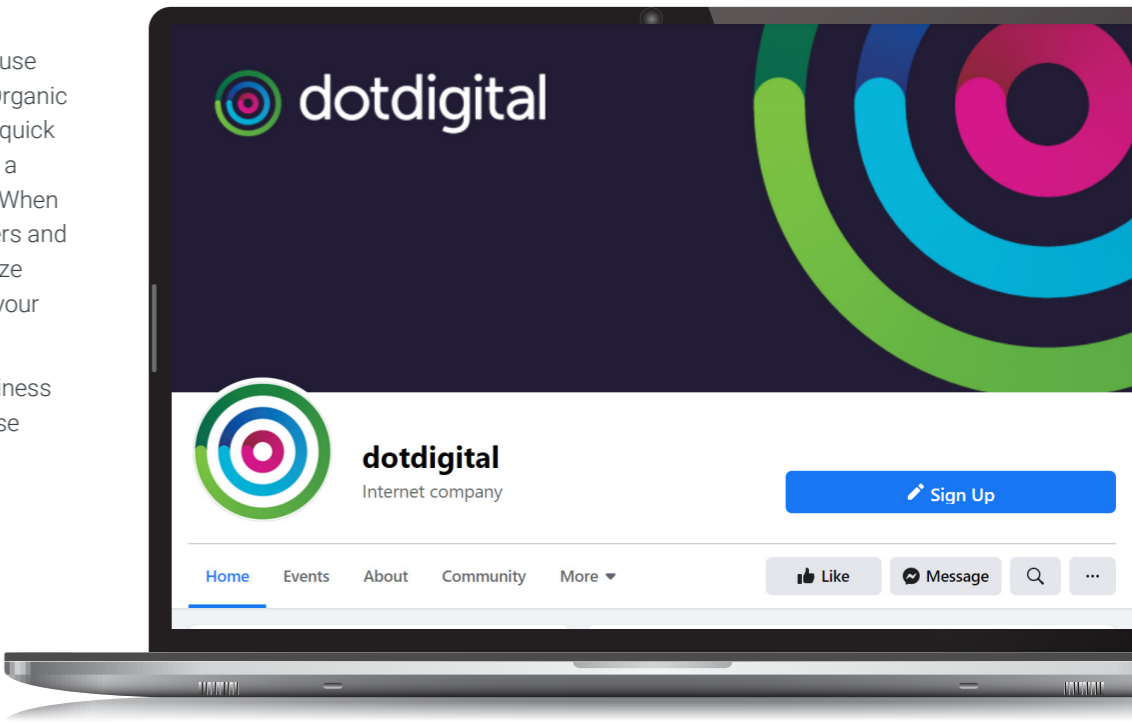 use
Organic
quick
a
When
ers and
ze
your
iness
se
dotdigital
dotdigital
Internet company
Sign Up
Home Events About Community More
Like Message ...